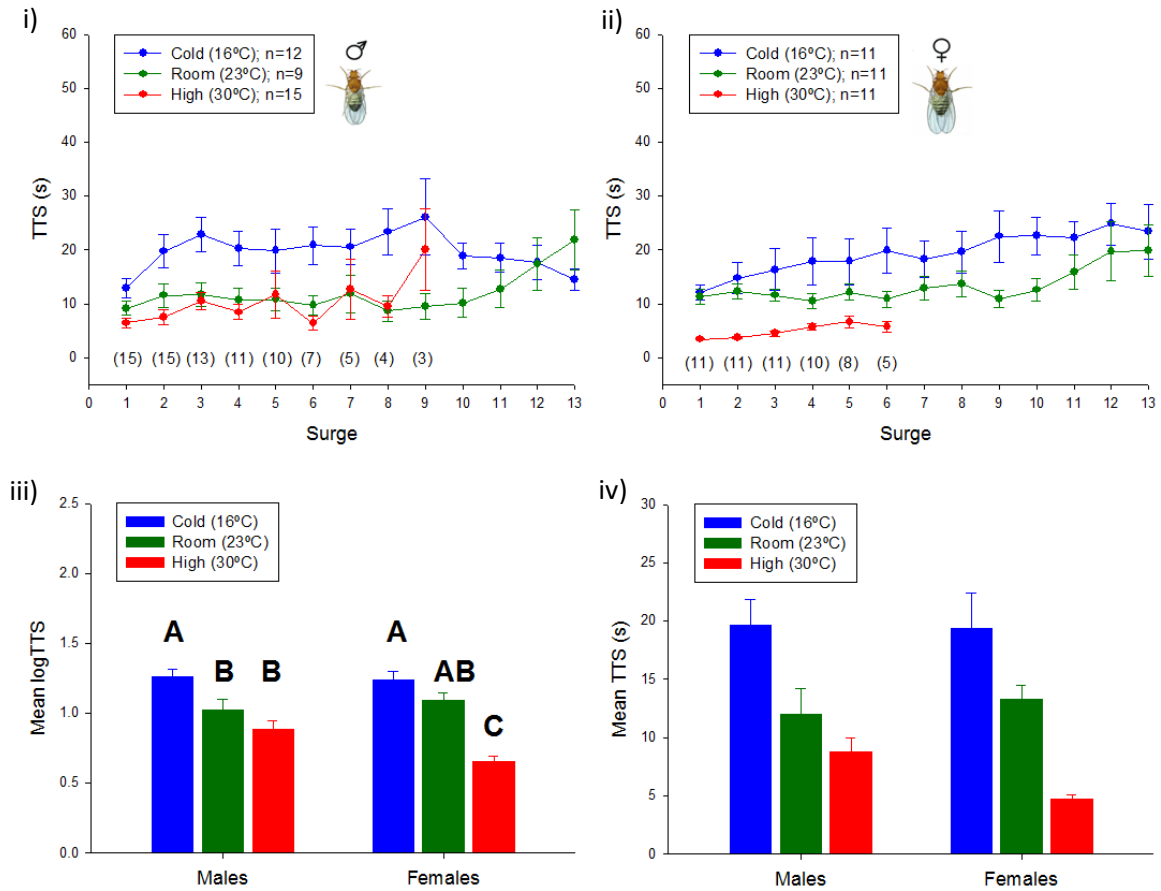 i)
60
50
40
30
20
10
0
TTS (s)
Cold (16ºC); n=12
Room (23ºC); n=9
High (30ºC); n=15
♂
(15) (15) (13) (11) (10) (7) (5) (4) (3)
0 1 2 3 4 5 6 7 8 9 10 11 12 13
Surge
ii)
60
50
40
30
20
10
0
TTS (s)
Cold (16ºC); n=11
Room (23ºC); n=11
High (30ºC); n=11
♀
(11) (11) (11) (10) (8) (5)
0 1 2 3 4 5 6 7 8 9 10 11 12 13
Surge
iii)
2.5
2.0
1.5
1.0
0.5
0.0
Mean logTTS
Cold (16ºC)
Room (23ºC)
High (30ºC)
A B B A AB C
Males Females
iv)
30
25
20
15
10
5
0
Mean TTS (s)
Cold (16ºC)
Room (23ºC)
High (30ºC)
Males Females